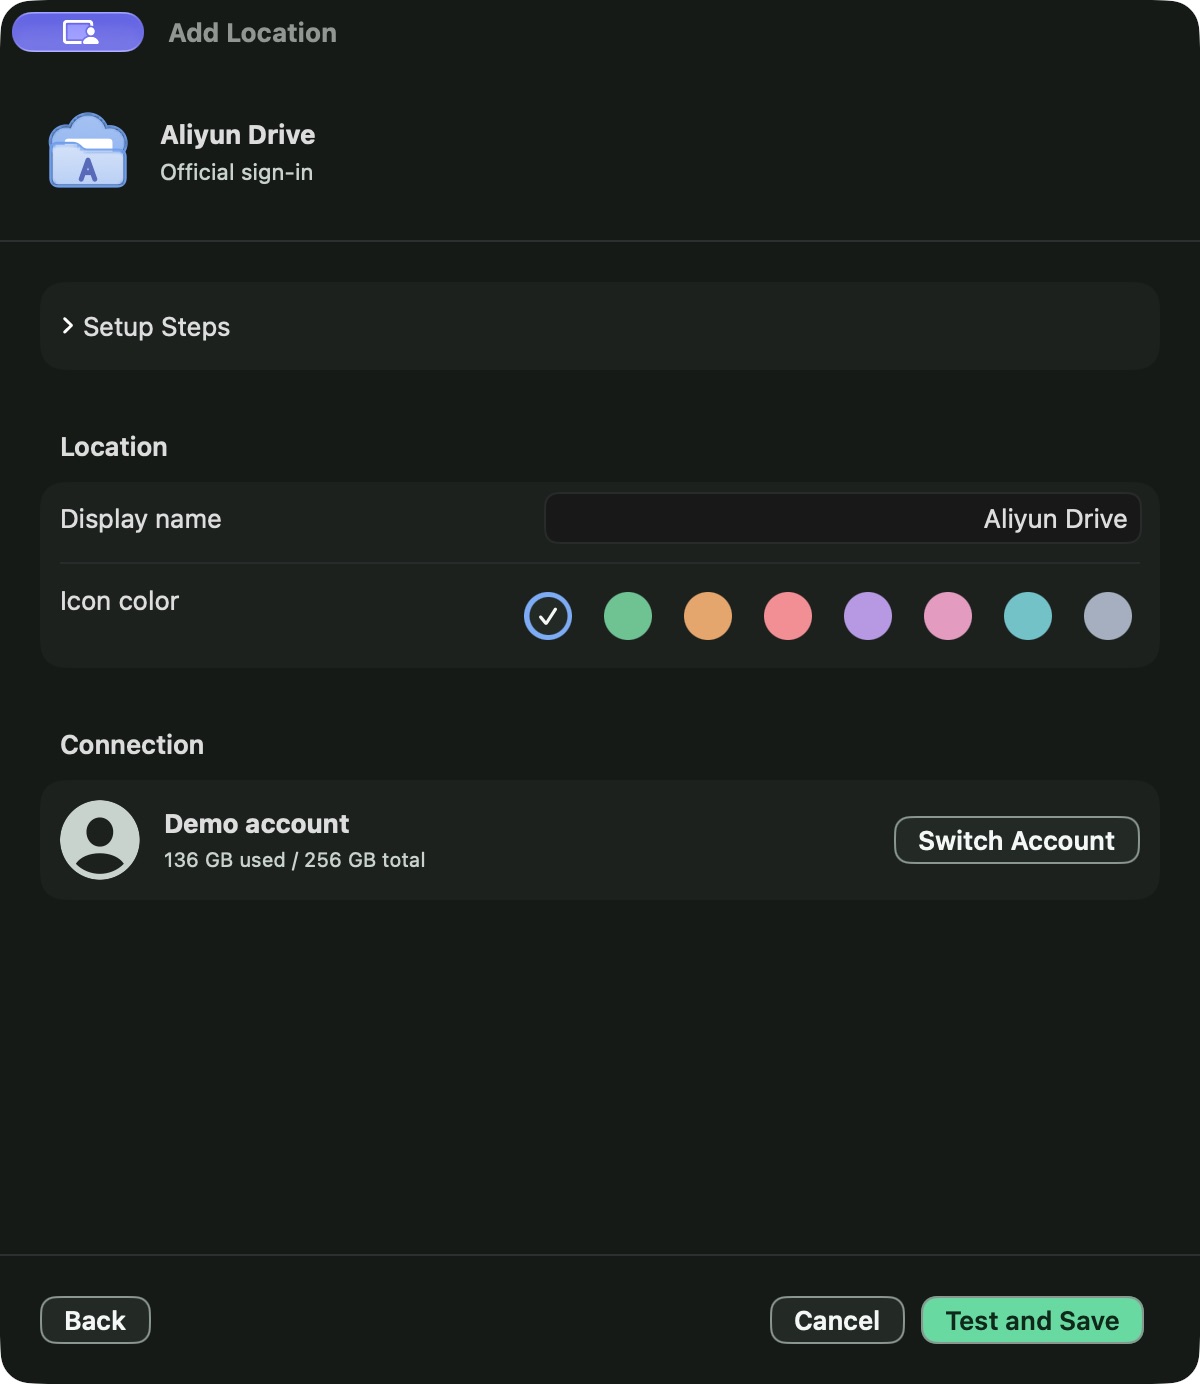 Add Location
Aliyun Drive
Official sign-in
A
Setup Steps
Location
Display name
Aliyun Drive
Icon color
Connection
Demo account
136 GB used / 256 GB total
Switch Account
Back
Cancel
Test and Save